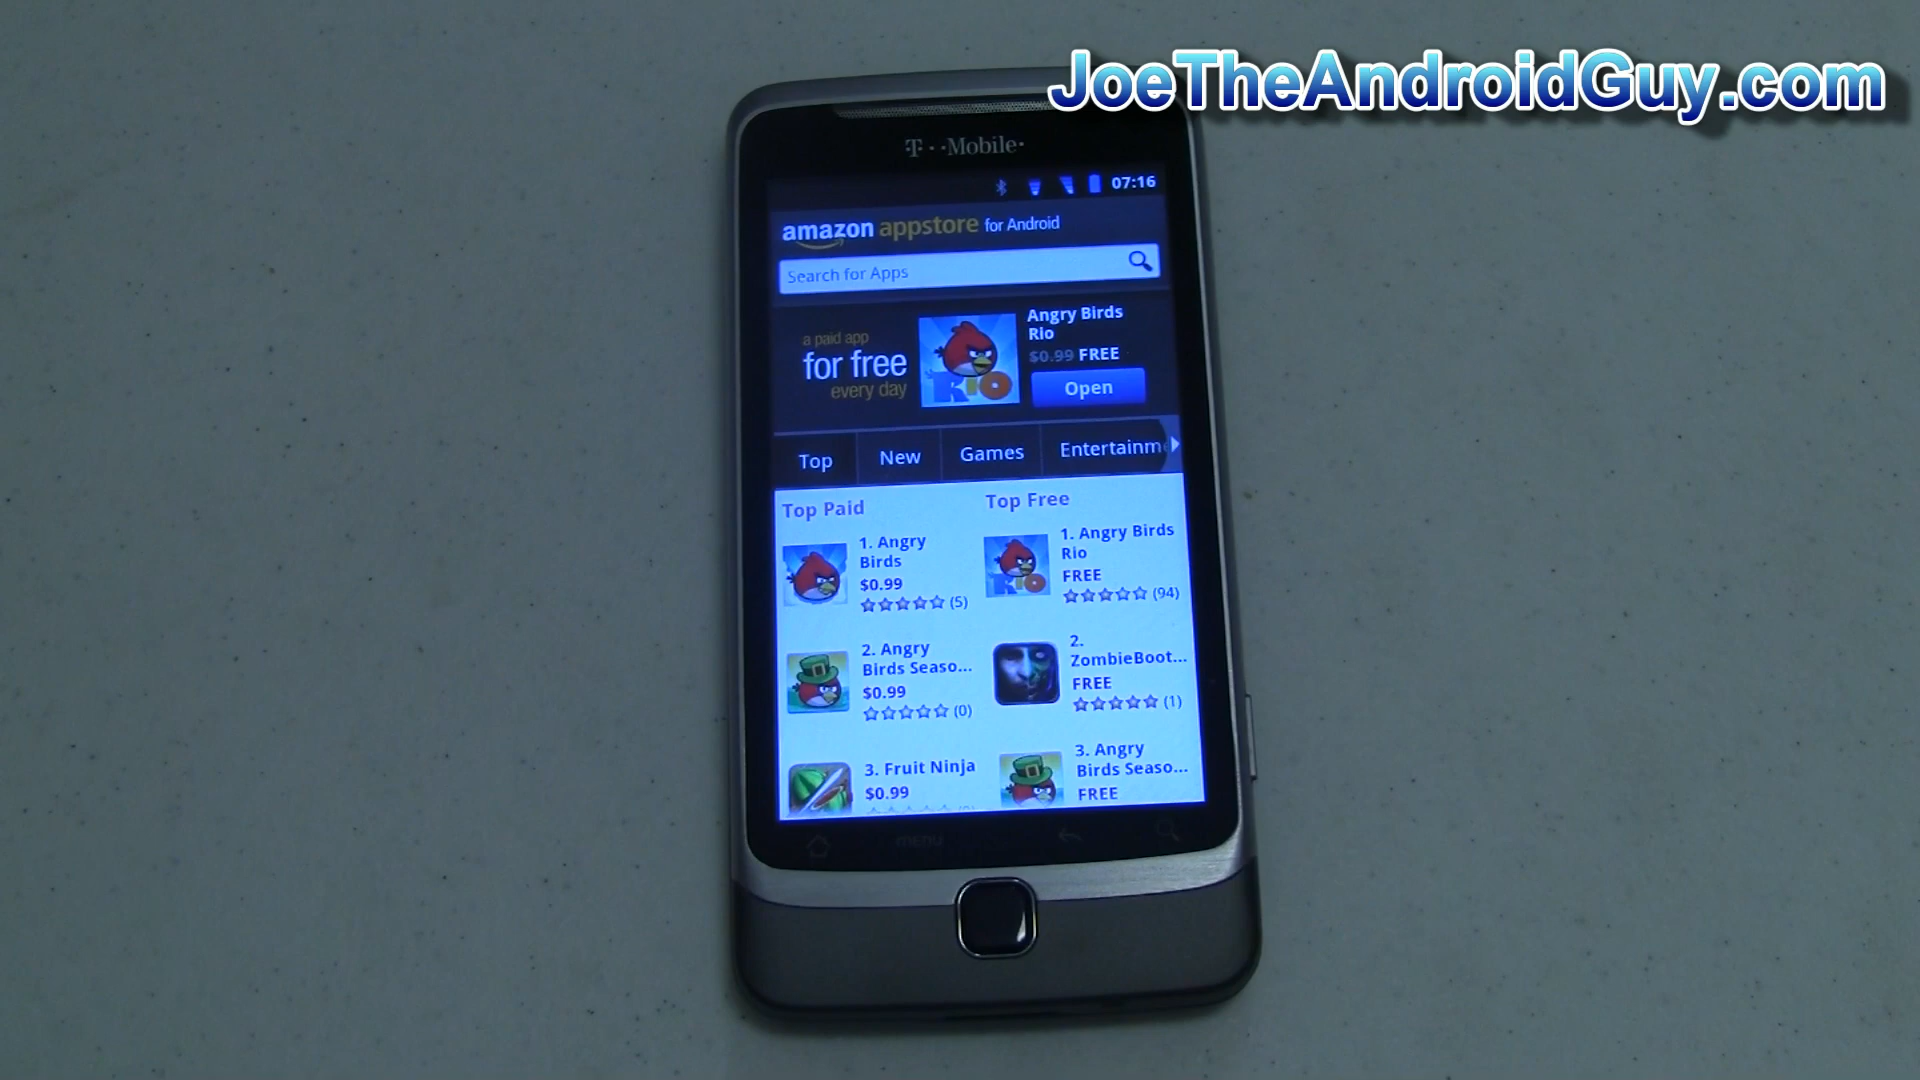 JoeTheAndroidGuy.com
T··Mobile·
07:16
amazon appstore for Android
Search for Apps
a paid app
for free
every day
Angry Birds
Rio
$0.99 FREE
Open
Top
New
Games
Entertainme
Top Paid
1. Angry
Birds
$0.99
(5)
2. Angry
Birds Seaso...
$0.99
(0)
3. Fruit Ninja
$0.99
Top Free
1. Angry Birds
Rio
FREE
(94)
2.
ZombieBoot...
FREE
(1)
3. Angry
Birds Seaso...
FREE
menu